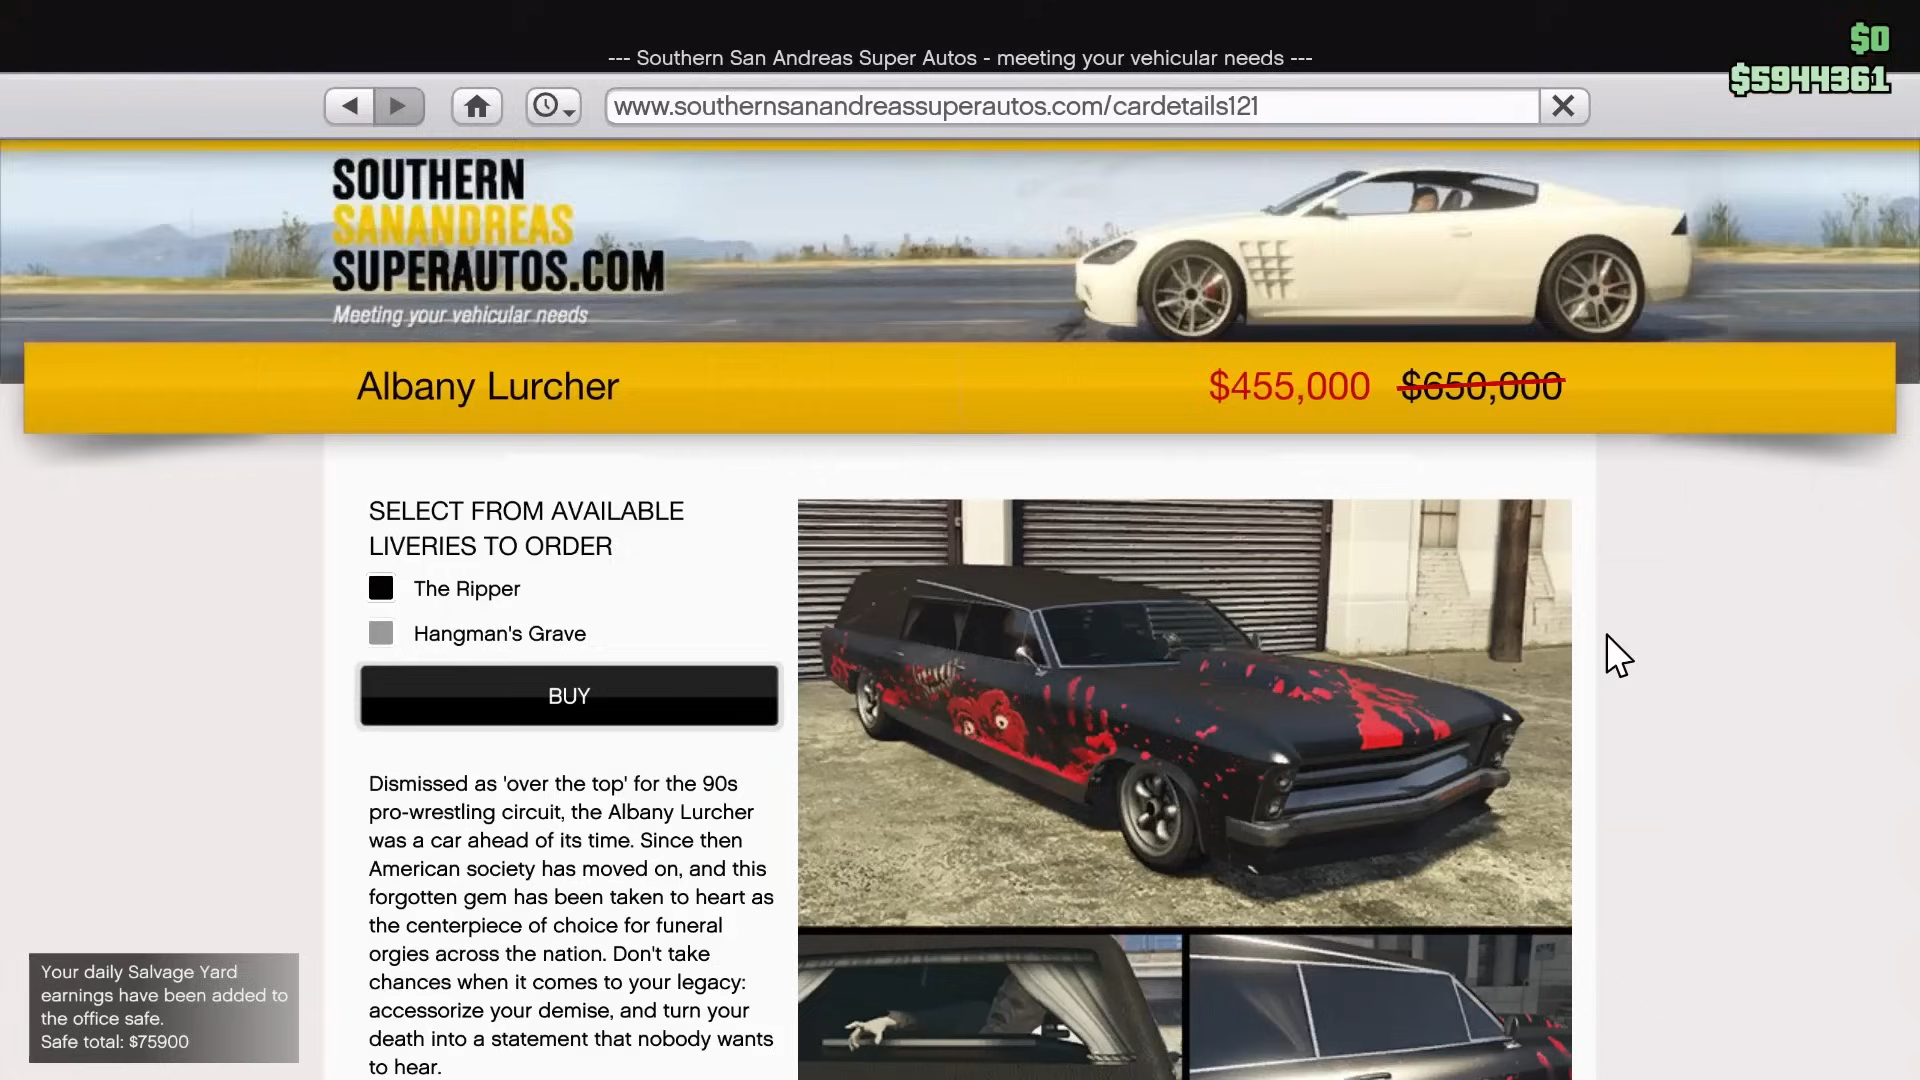 --- Southern San Andreas Super Autos - meeting your vehicular needs ---
$0
$5944361
www.southernsanandreassuperautos.com/cardetails121
SOUTHERN
SANANDREAS
SUPERAUTOS.COM
Meeting your vehicular needs
Albany Lurcher
$455,000 $650,000
SELECT FROM AVAILABLE
LIVERIES TO ORDER
The Ripper
Hangman's Grave
BUY
Dismissed as 'over the top' for the 90s
pro-wrestling circuit, the Albany Lurcher
was a car ahead of its time. Since then
American society has moved on, and this
forgotten gem has been taken to heart as
the centerpiece of choice for funeral
orgies across the nation. Don't take
chances when it comes to your legacy:
accessorize your demise, and turn your
death into a statement that nobody wants
to hear.
Your daily Salvage Yard
earnings have been added to
the office safe.
Safe total: $75900